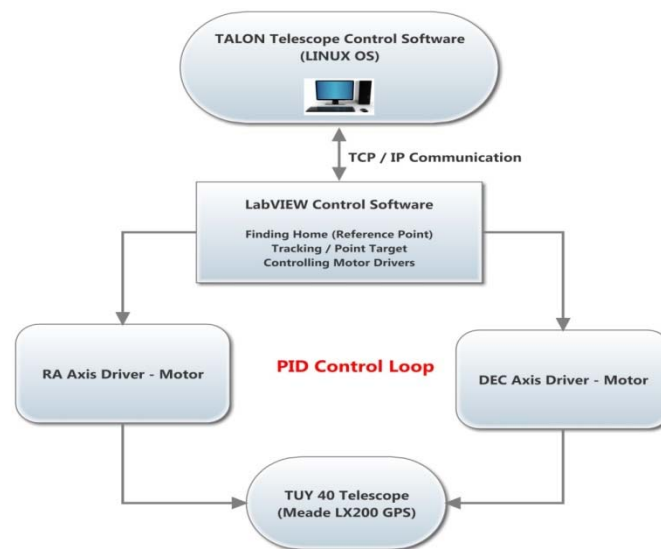 TALON Telescope Control Software
(LINUX OS)
TCP / IP Communication
LabVIEW Control Software
Finding Home (Reference Point)
Tracking / Point Target
Controlling Motor Drivers
RA Axis Driver - Motor
PID Control Loop
DEC Axis Driver - Motor
TUY 40 Telescope
(Meade LX200 GPS)